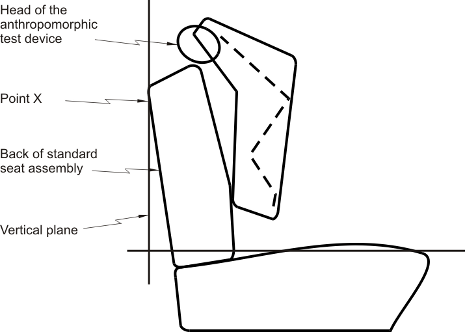 Head of the
anthropomorphic
test device
Point X
Back of standard
seat assembly
Vertical plane